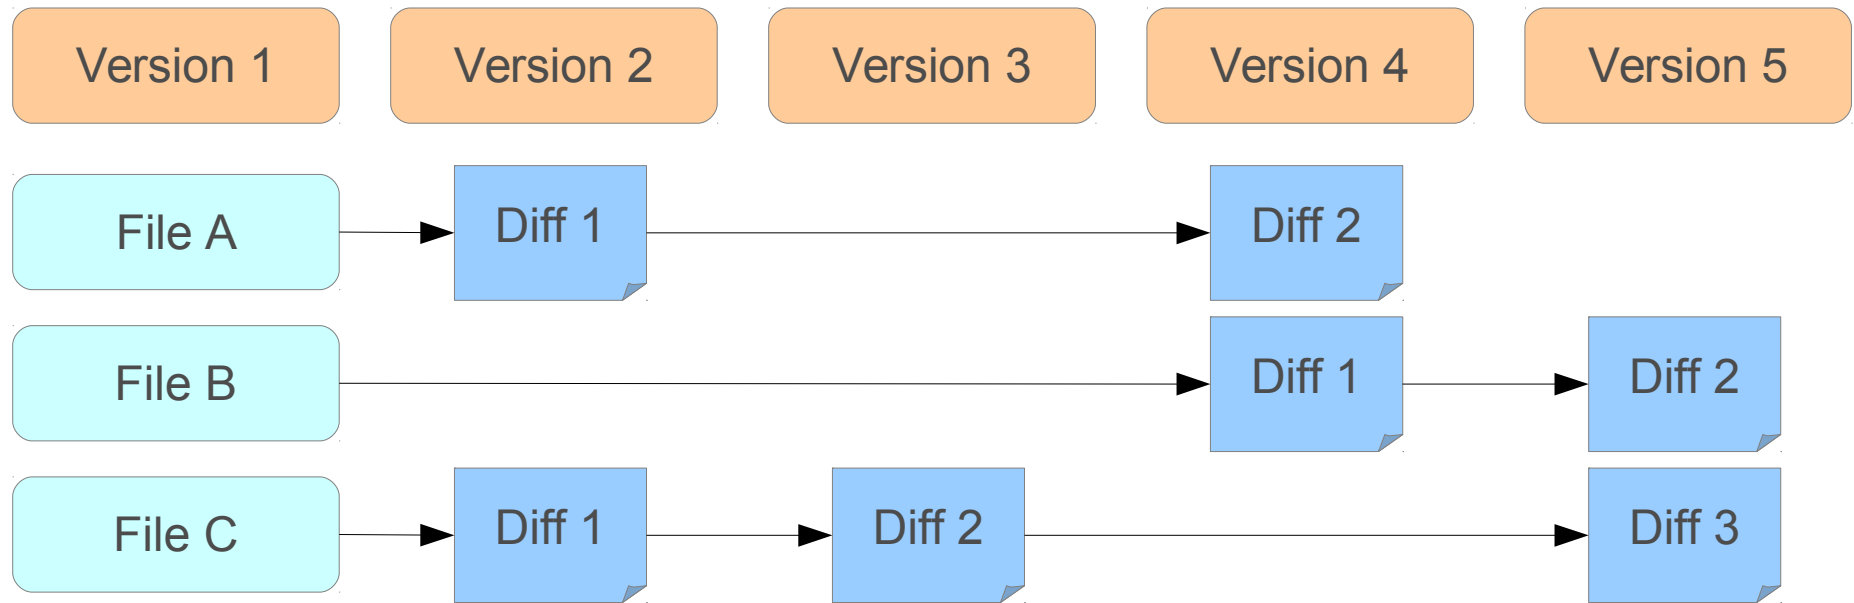 Version 1
Version 2
Version 3
Version 4
Version 5
File A
Diff 1
Diff 2
File B
Diff 1
Diff 2
File C
Diff 1
Diff 2
Diff 3